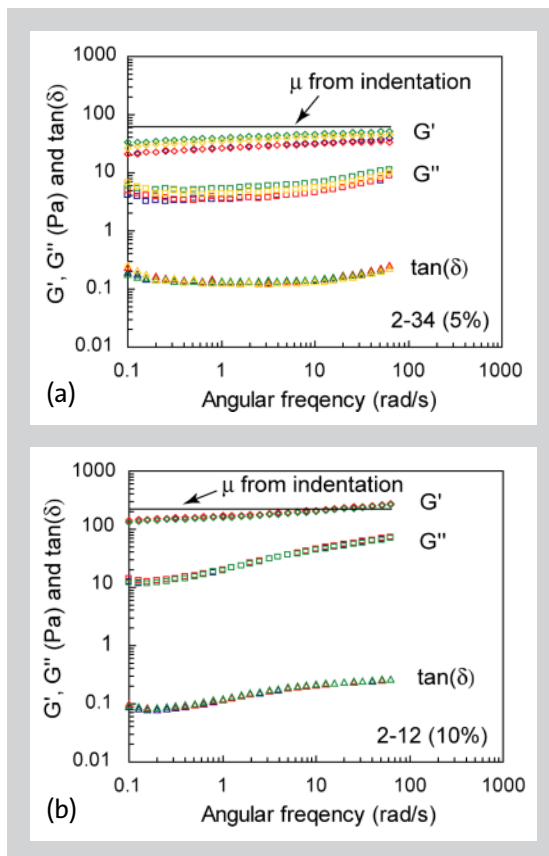 1000
μ from indentation
100
G'
10
G"
1
tan(δ)
0.1
2-34 (5%)
0.01
0.1 1 10 100 1000
G', G" (Pa) and tan(δ)
(a)
Angular freqency (rad/s)
1000
μ from indentation
G'
100
G"
10
1
tan(δ)
0.1
2-12 (10%)
0.01
0.1 1 10 100 1000
G', G" (Pa) and tan(δ)
(b)
Angular freqency (rad/s)